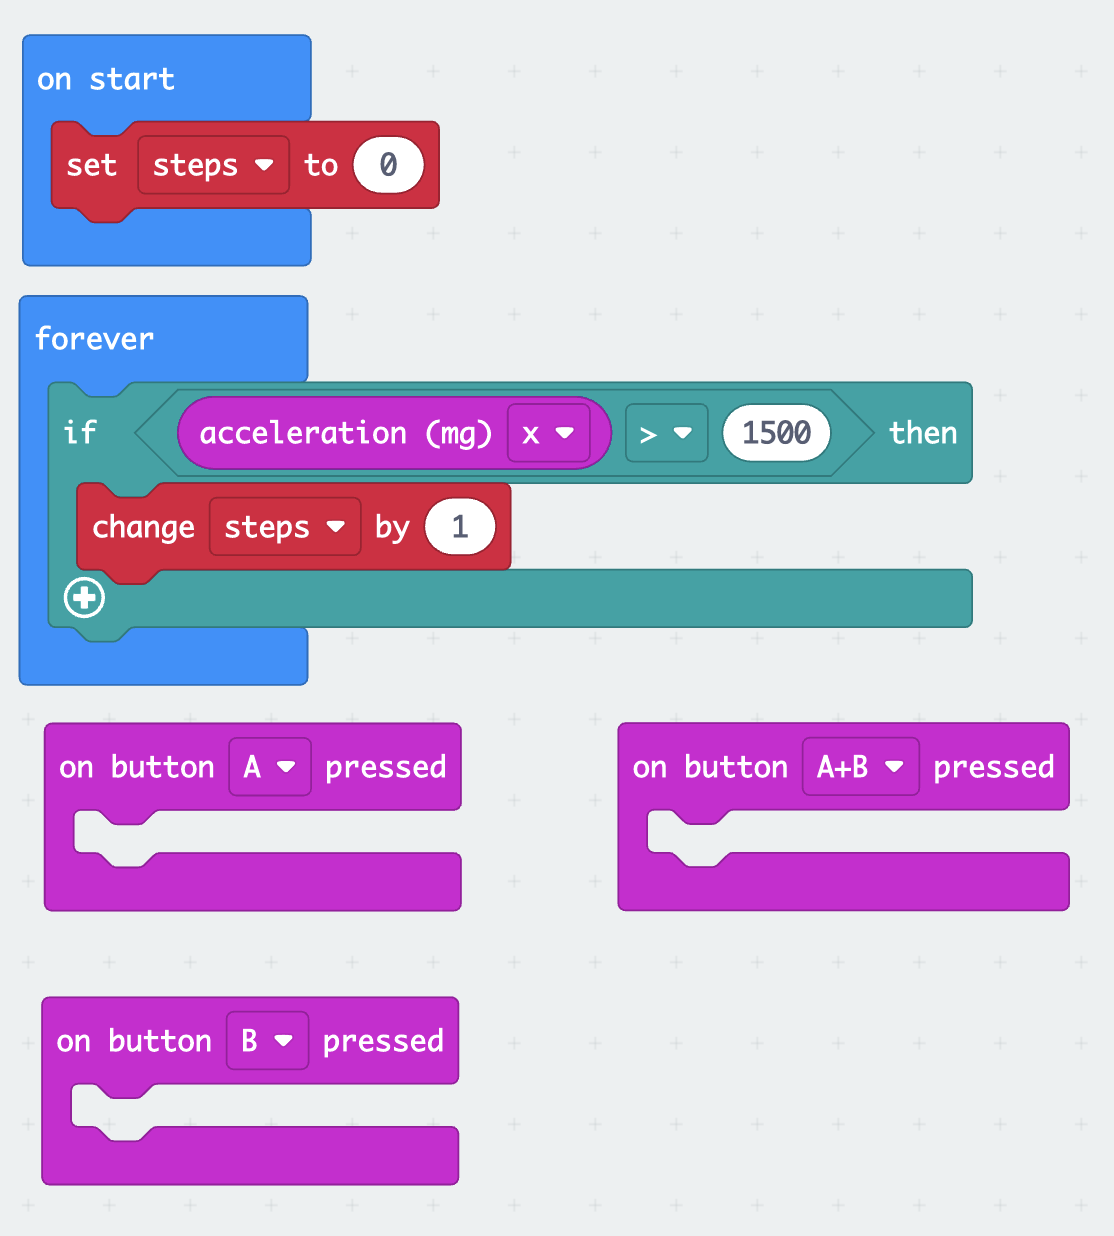 on start
set steps to 0
forever
if acceleration (mg) x > 1500 then
change steps by 1
on button A pressed
on button A+B pressed
on button B pressed